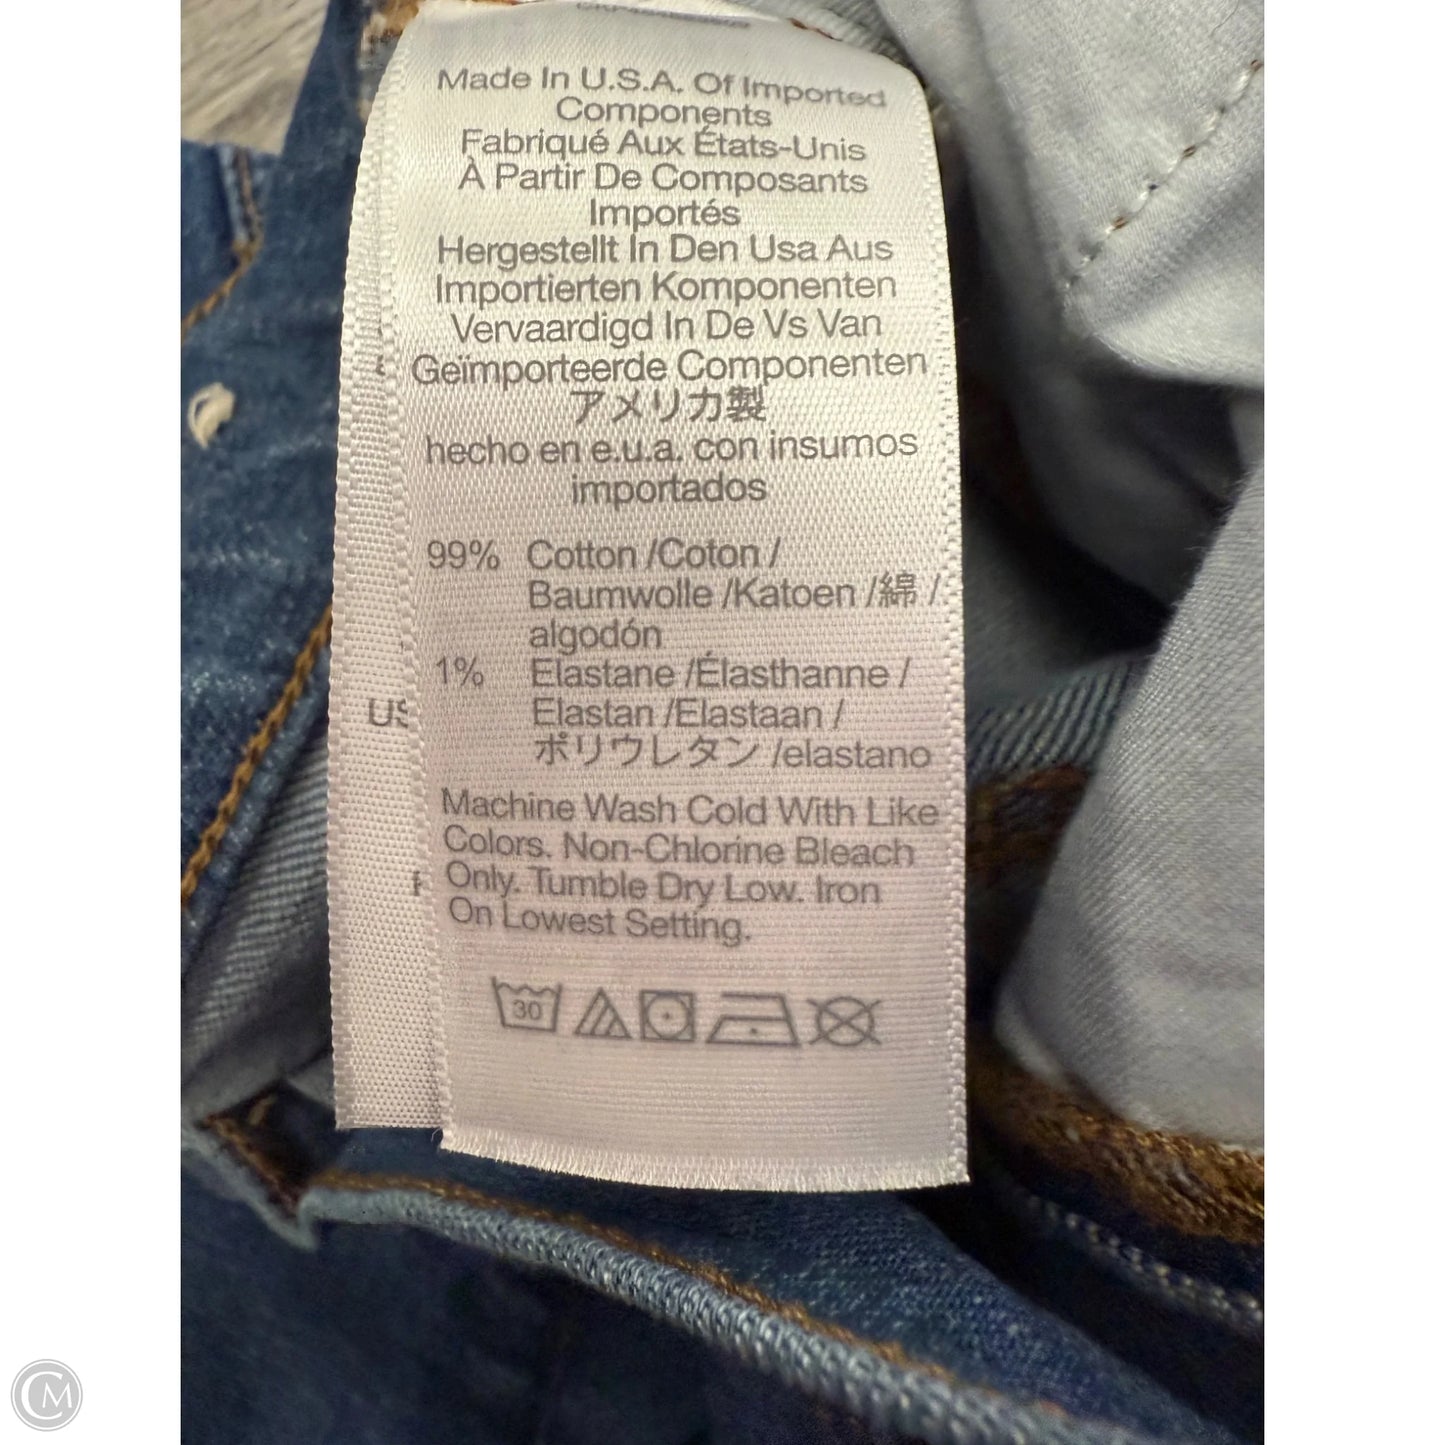 Made In U.S.A. Of Imported
Components
Fabriqué Aux États-Unis
À Partir De Composants
Importés
Hergestellt In Den Usa Aus
Importierten Komponenten
Vervaardigd In De Vs Van
Geïmporteerde Componenten
アメリカ製
hecho en e.u.a. con insumos
importados
99% Cotton /Coton /
Baumwolle /Katoen /綿 /
algodón
1% Elastane /Élasthanne /
Elastan /Elastaan /
ポリウレタン /elastano
US
Machine Wash Cold With Like
Colors. Non-Chlorine Bleach
Only. Tumble Dry Low. Iron
On Lowest Setting.
30
CM